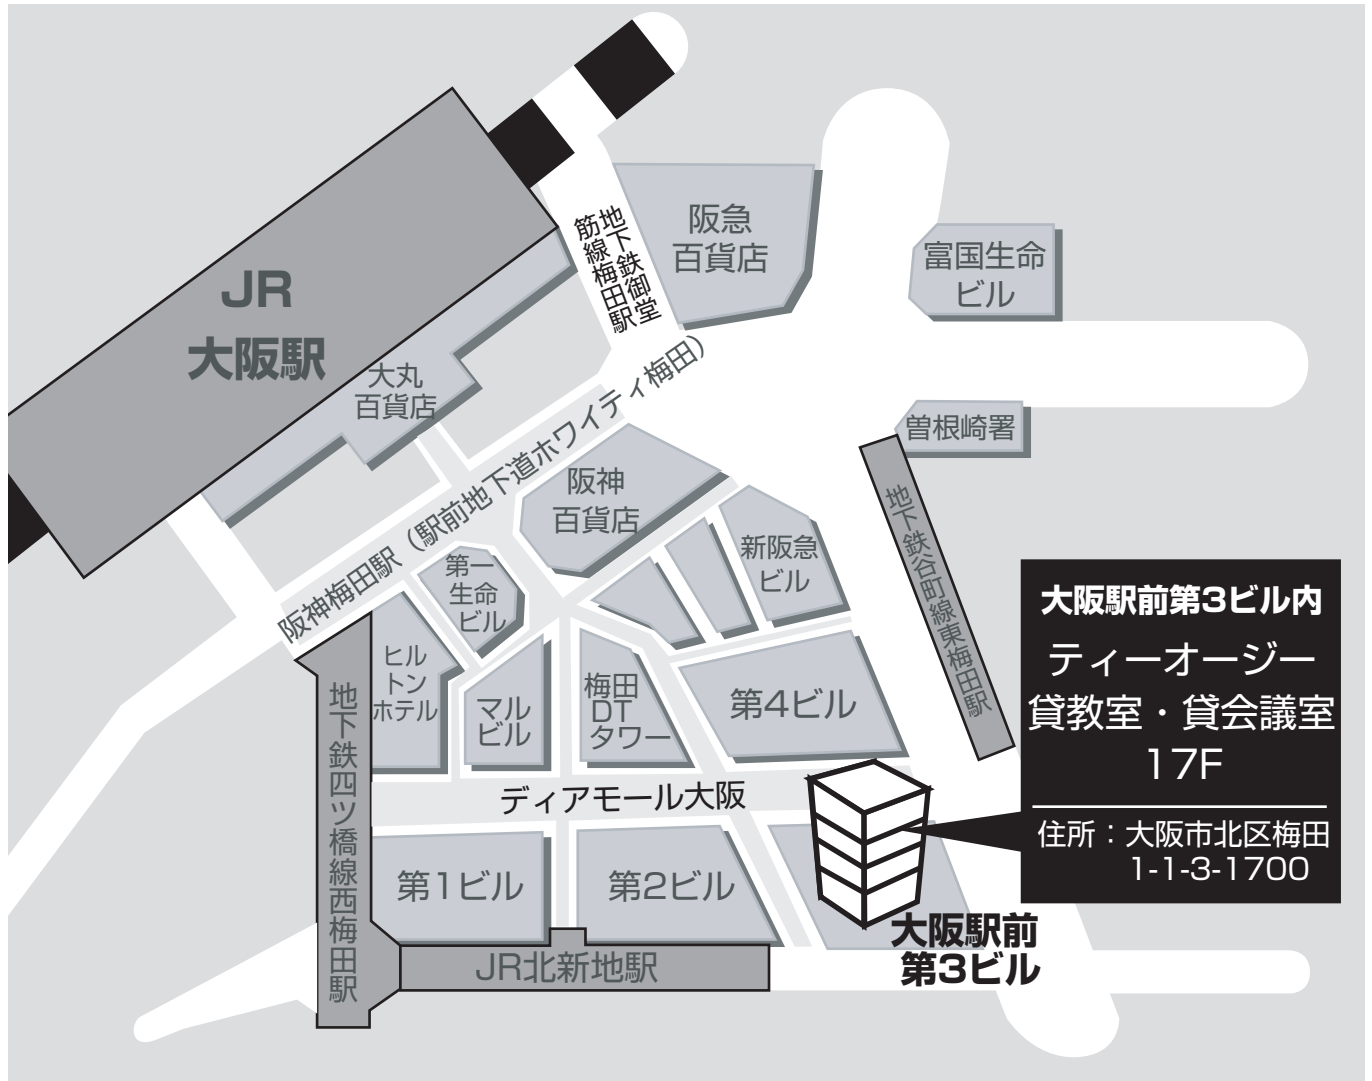 JR
大阪駅
大丸
百貨店
地下鉄御堂
筋線梅田駅
阪急
百貨店
富国生命
ビル
曽根崎署
阪神梅田駅（駅前地下道ホワイティ梅田）
阪神
百貨店
新阪急
ビル
第一
生命
ビル
ヒル
トン
ホテル
マル
ビル
梅田
DT
タワー
第4ビル
地下鉄谷町線東梅田駅
地下鉄四ツ橋線西梅田駅
ディアモール大阪
第1ビル
第2ビル
JR北新地駅
大阪駅前
第3ビル
大阪駅前第3ビル内
ティーオージー
貸教室・貸会議室
17F
住所：大阪市北区梅田
1-1-3-1700